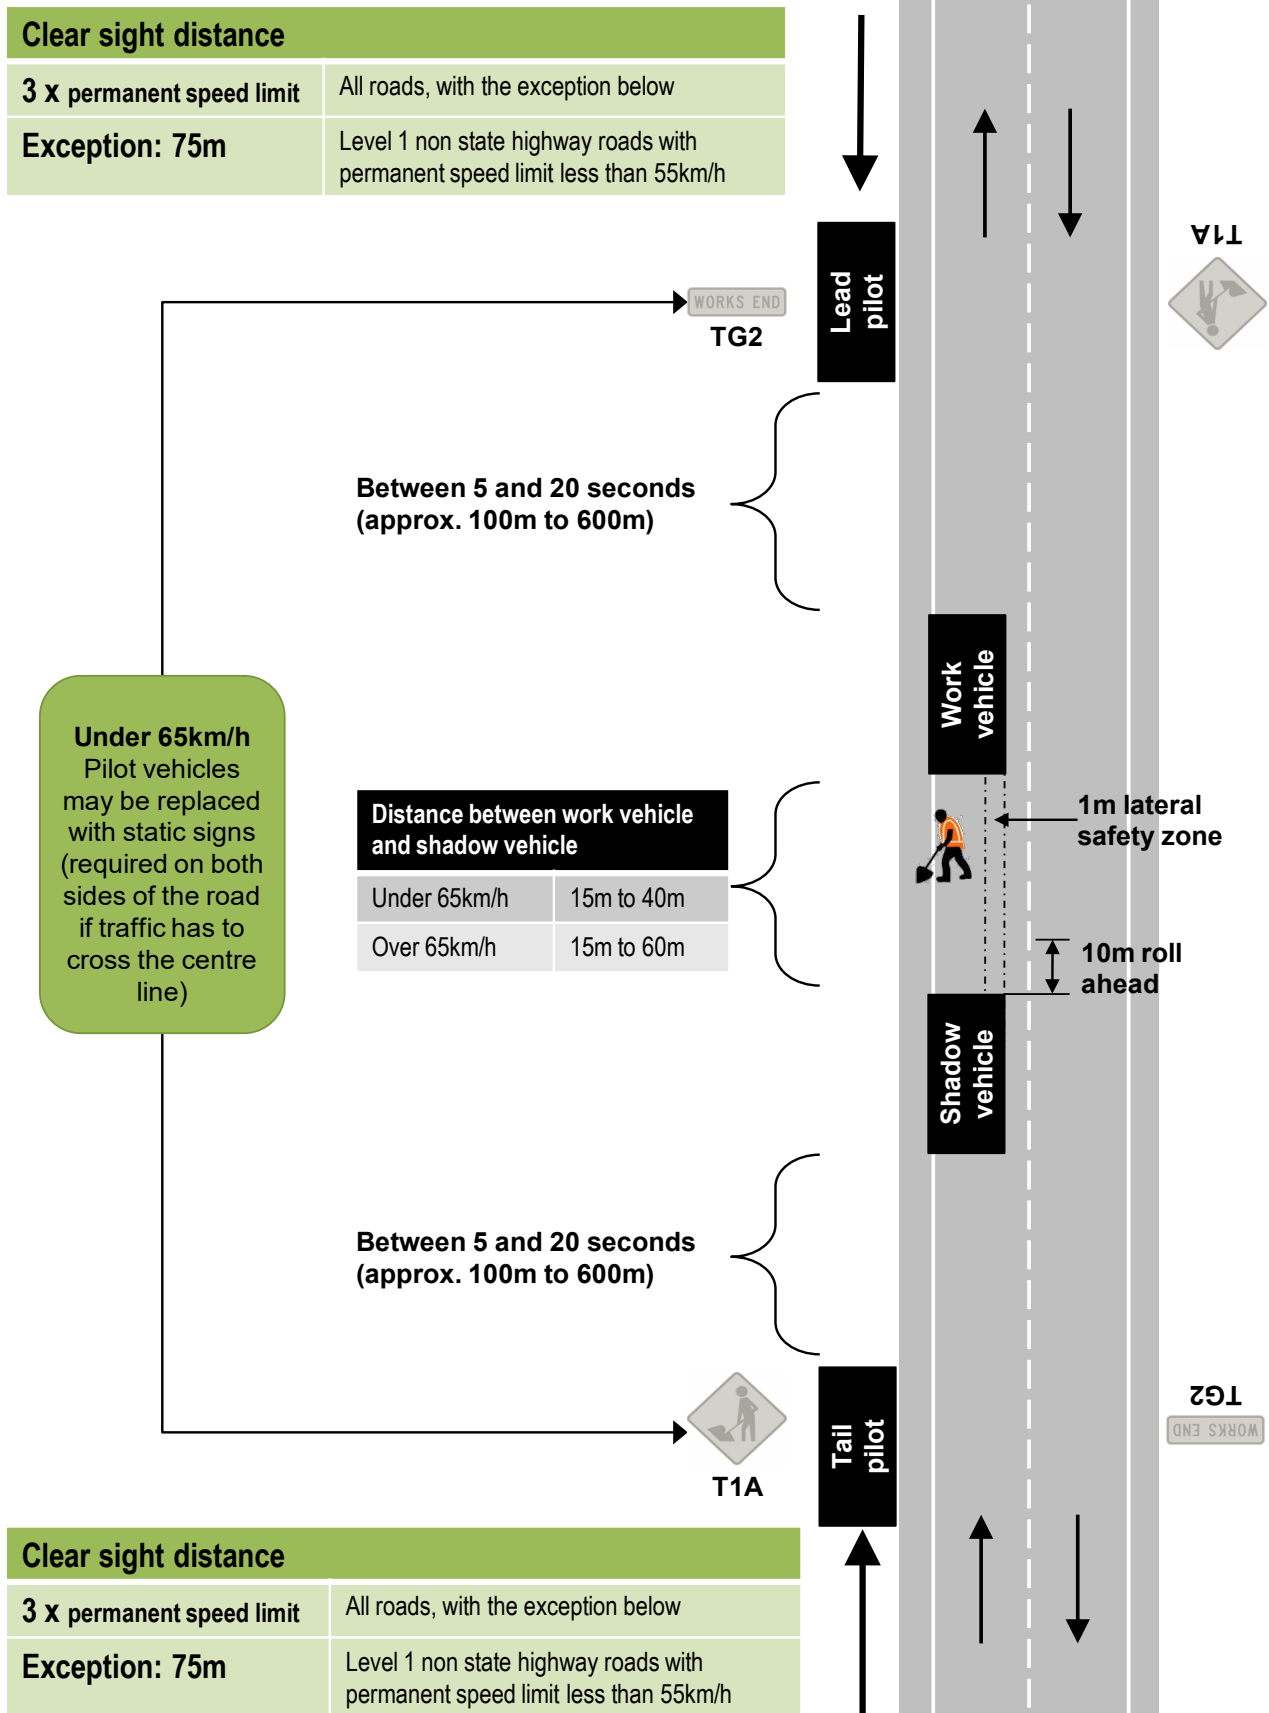 Clear sight distance
3 x permanent speed limit
All roads, with the exception below
Exception: 75m
Level 1 non state highway roads with
permanent speed limit less than 55km/h
T1A
WORKS END
TG2
Lead
pilot
Between 5 and 20 seconds
(approx. 100m to 600m)
Work
vehicle
Under 65km/h
Pilot vehicles
may be replaced
with static signs
(required on both
sides of the road
if traffic has to
cross the centre
line)
Distance between work vehicle
and shadow vehicle
Under 65km/h
15m to 40m
Over 65km/h
15m to 60m
1m lateral
safety zone
10m roll
ahead
Shadow
vehicle
Between 5 and 20 seconds
(approx. 100m to 600m)
T1A
Tail
pilot
TG2
WORKS END
Clear sight distance
3 x permanent speed limit
All roads, with the exception below
Exception: 75m
Level 1 non state highway roads with
permanent speed limit less than 55km/h